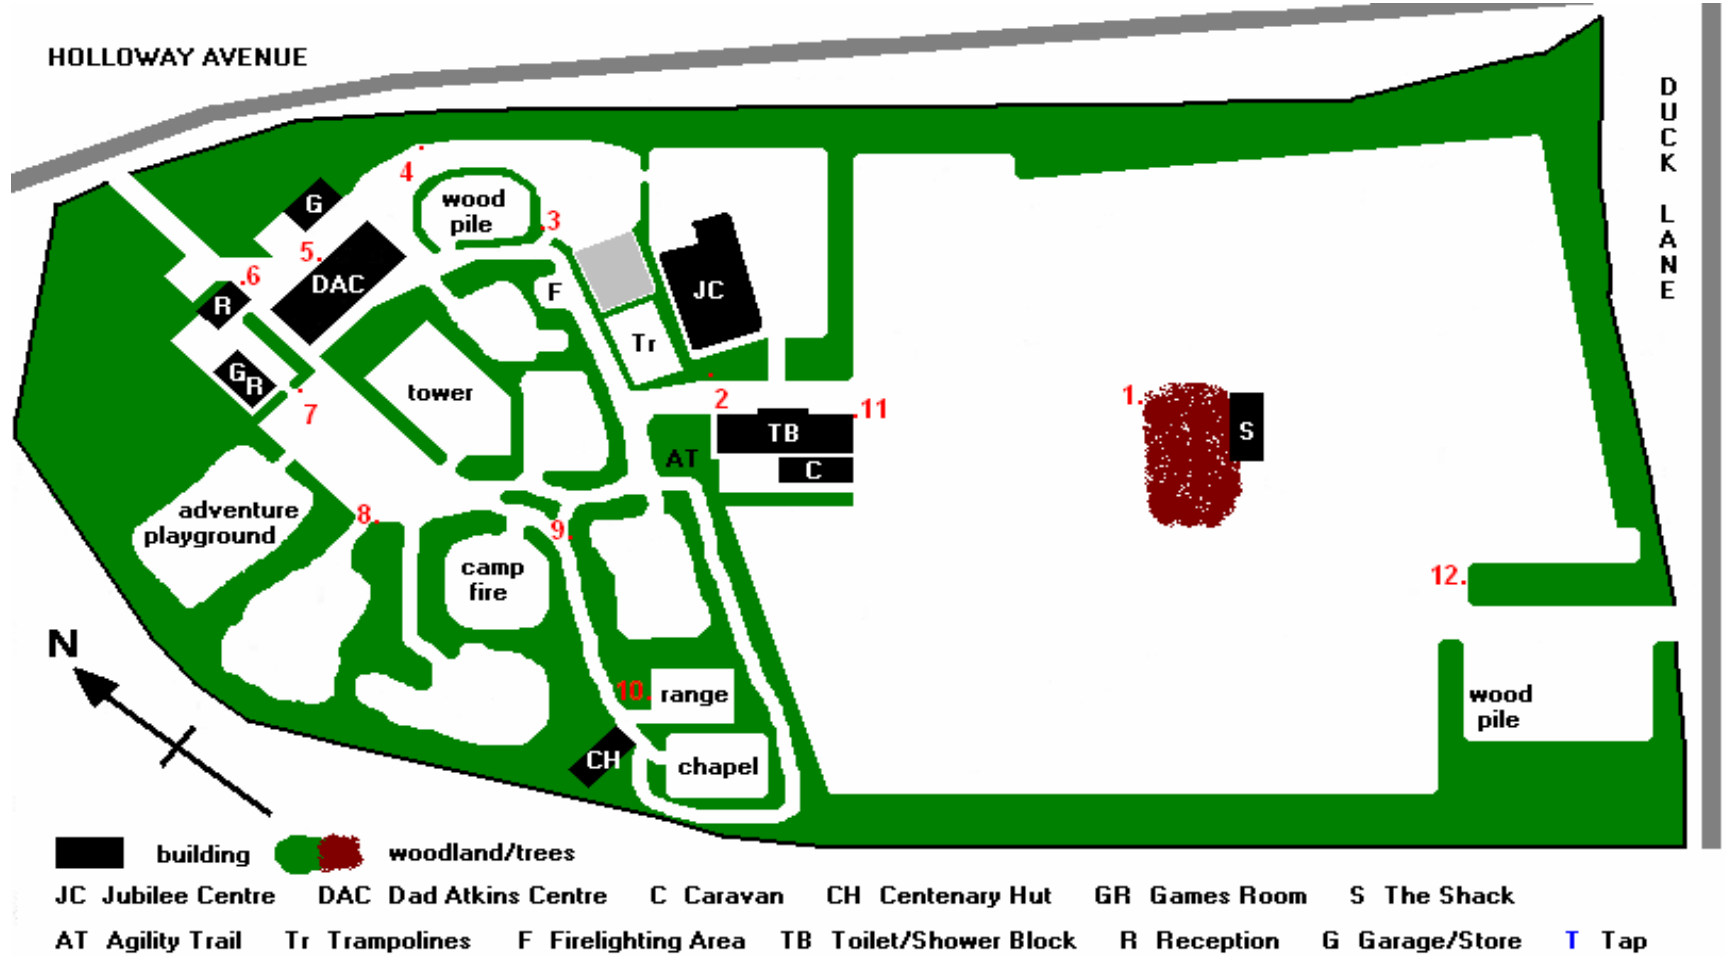 HOLLOWAY AVENUE
DUCK LANE
4
wood
pile
.3
G
5.
DAC
.6
R
F
JC
Tr
GR
7
tower
2
.11
1.
S
TB
AT
C
adventure
playground
8.
9.
camp
fire
12.
N
10.
range
wood
pile
CH
chapel
building
woodland/trees
JC Jubilee Centre DAC Dad Atkins Centre C Caravan CH Centenary Hut GR Games Room S The Shack
AT Agility Trail Tr Trampolines F Firelighting Area TB Toilet/Shower Block R Reception G Garage/Store T Tap